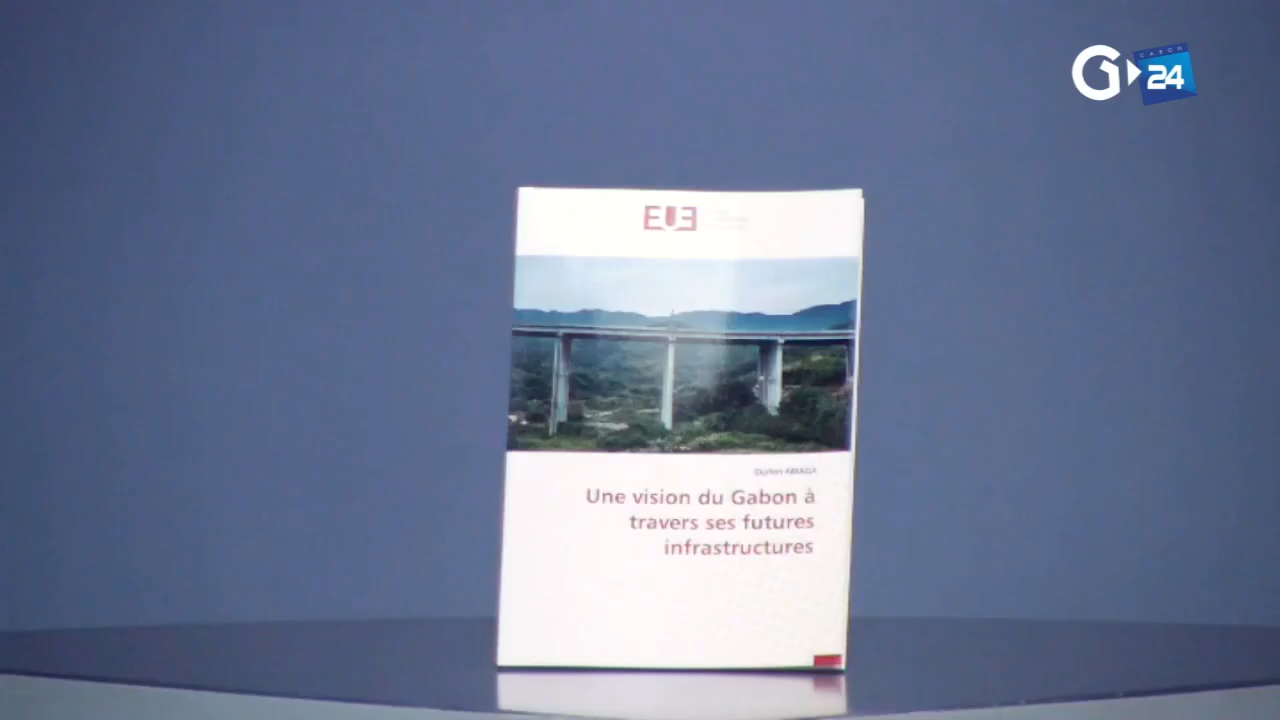 GABON
24
EUE
Une vision du Gabon à
travers ses futures
infrastructures